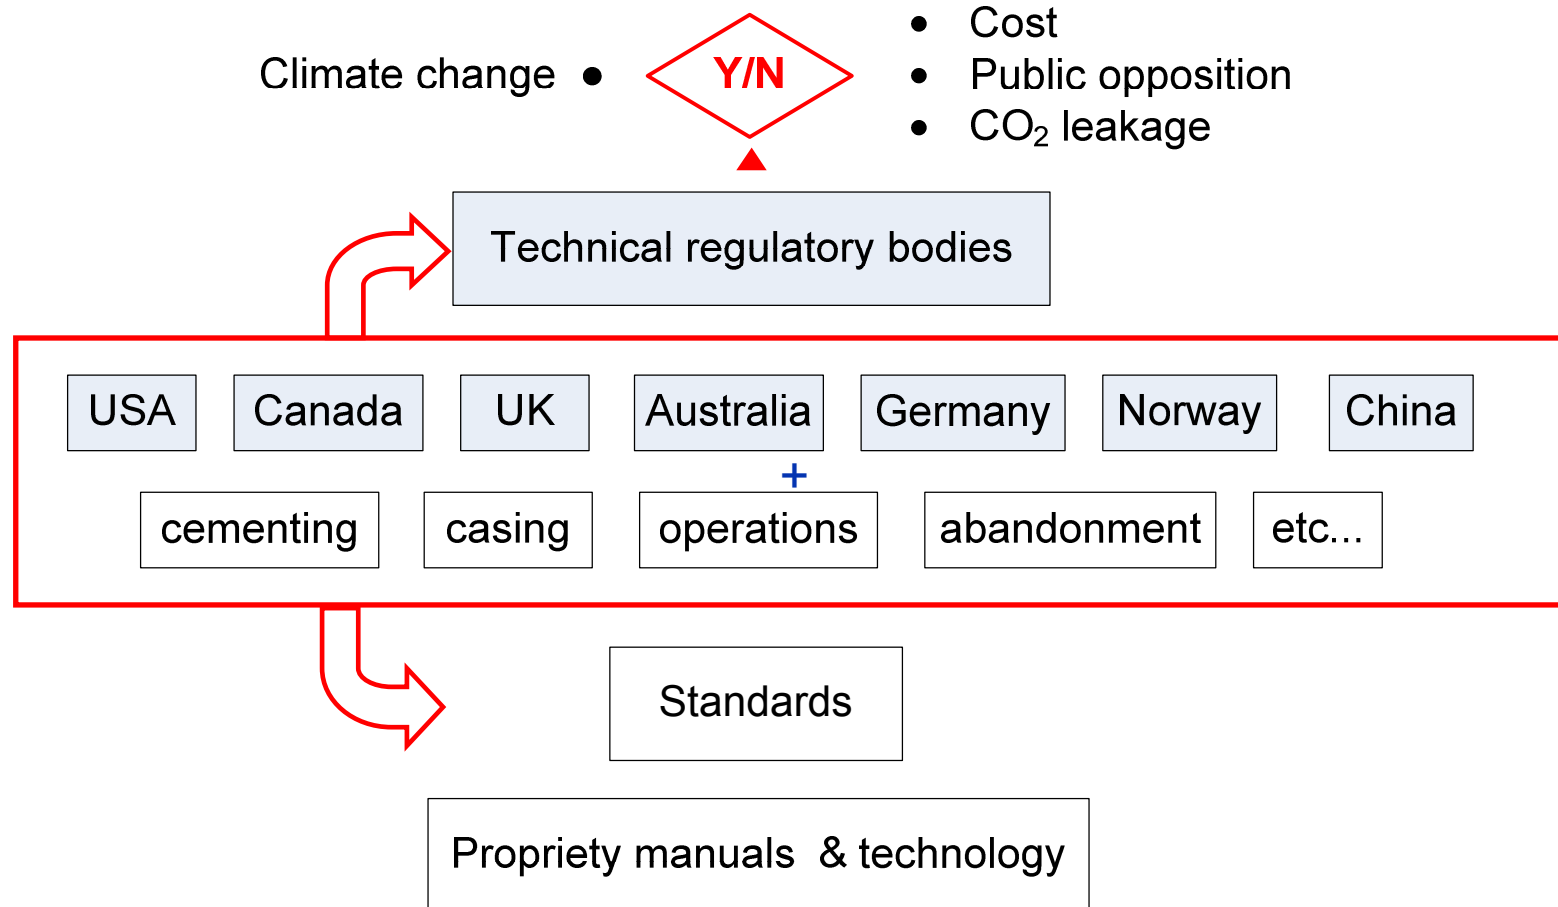 Climate change •
Y/N
• Cost
• Public opposition
• CO₂ leakage
Technical regulatory bodies
USA
Canada
UK
Australia
Germany
Norway
China
+
cementing
casing
operations
abandonment
etc...
Standards
Propriety manuals & technology